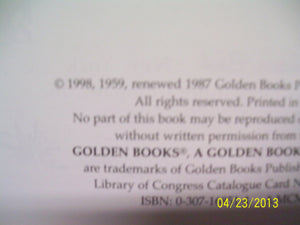 © 1998, 1959, renewed 1987 Golden Books P
All rights reserved. Printed in
No part of this book may be reproduced
without written permission from
GOLDEN BOOKS®, A GOLDEN BOOK
are trademarks of Golden Books Publis
Library of Congress Catalogue Card N
ISBN: 0-307-1
04/23/2013